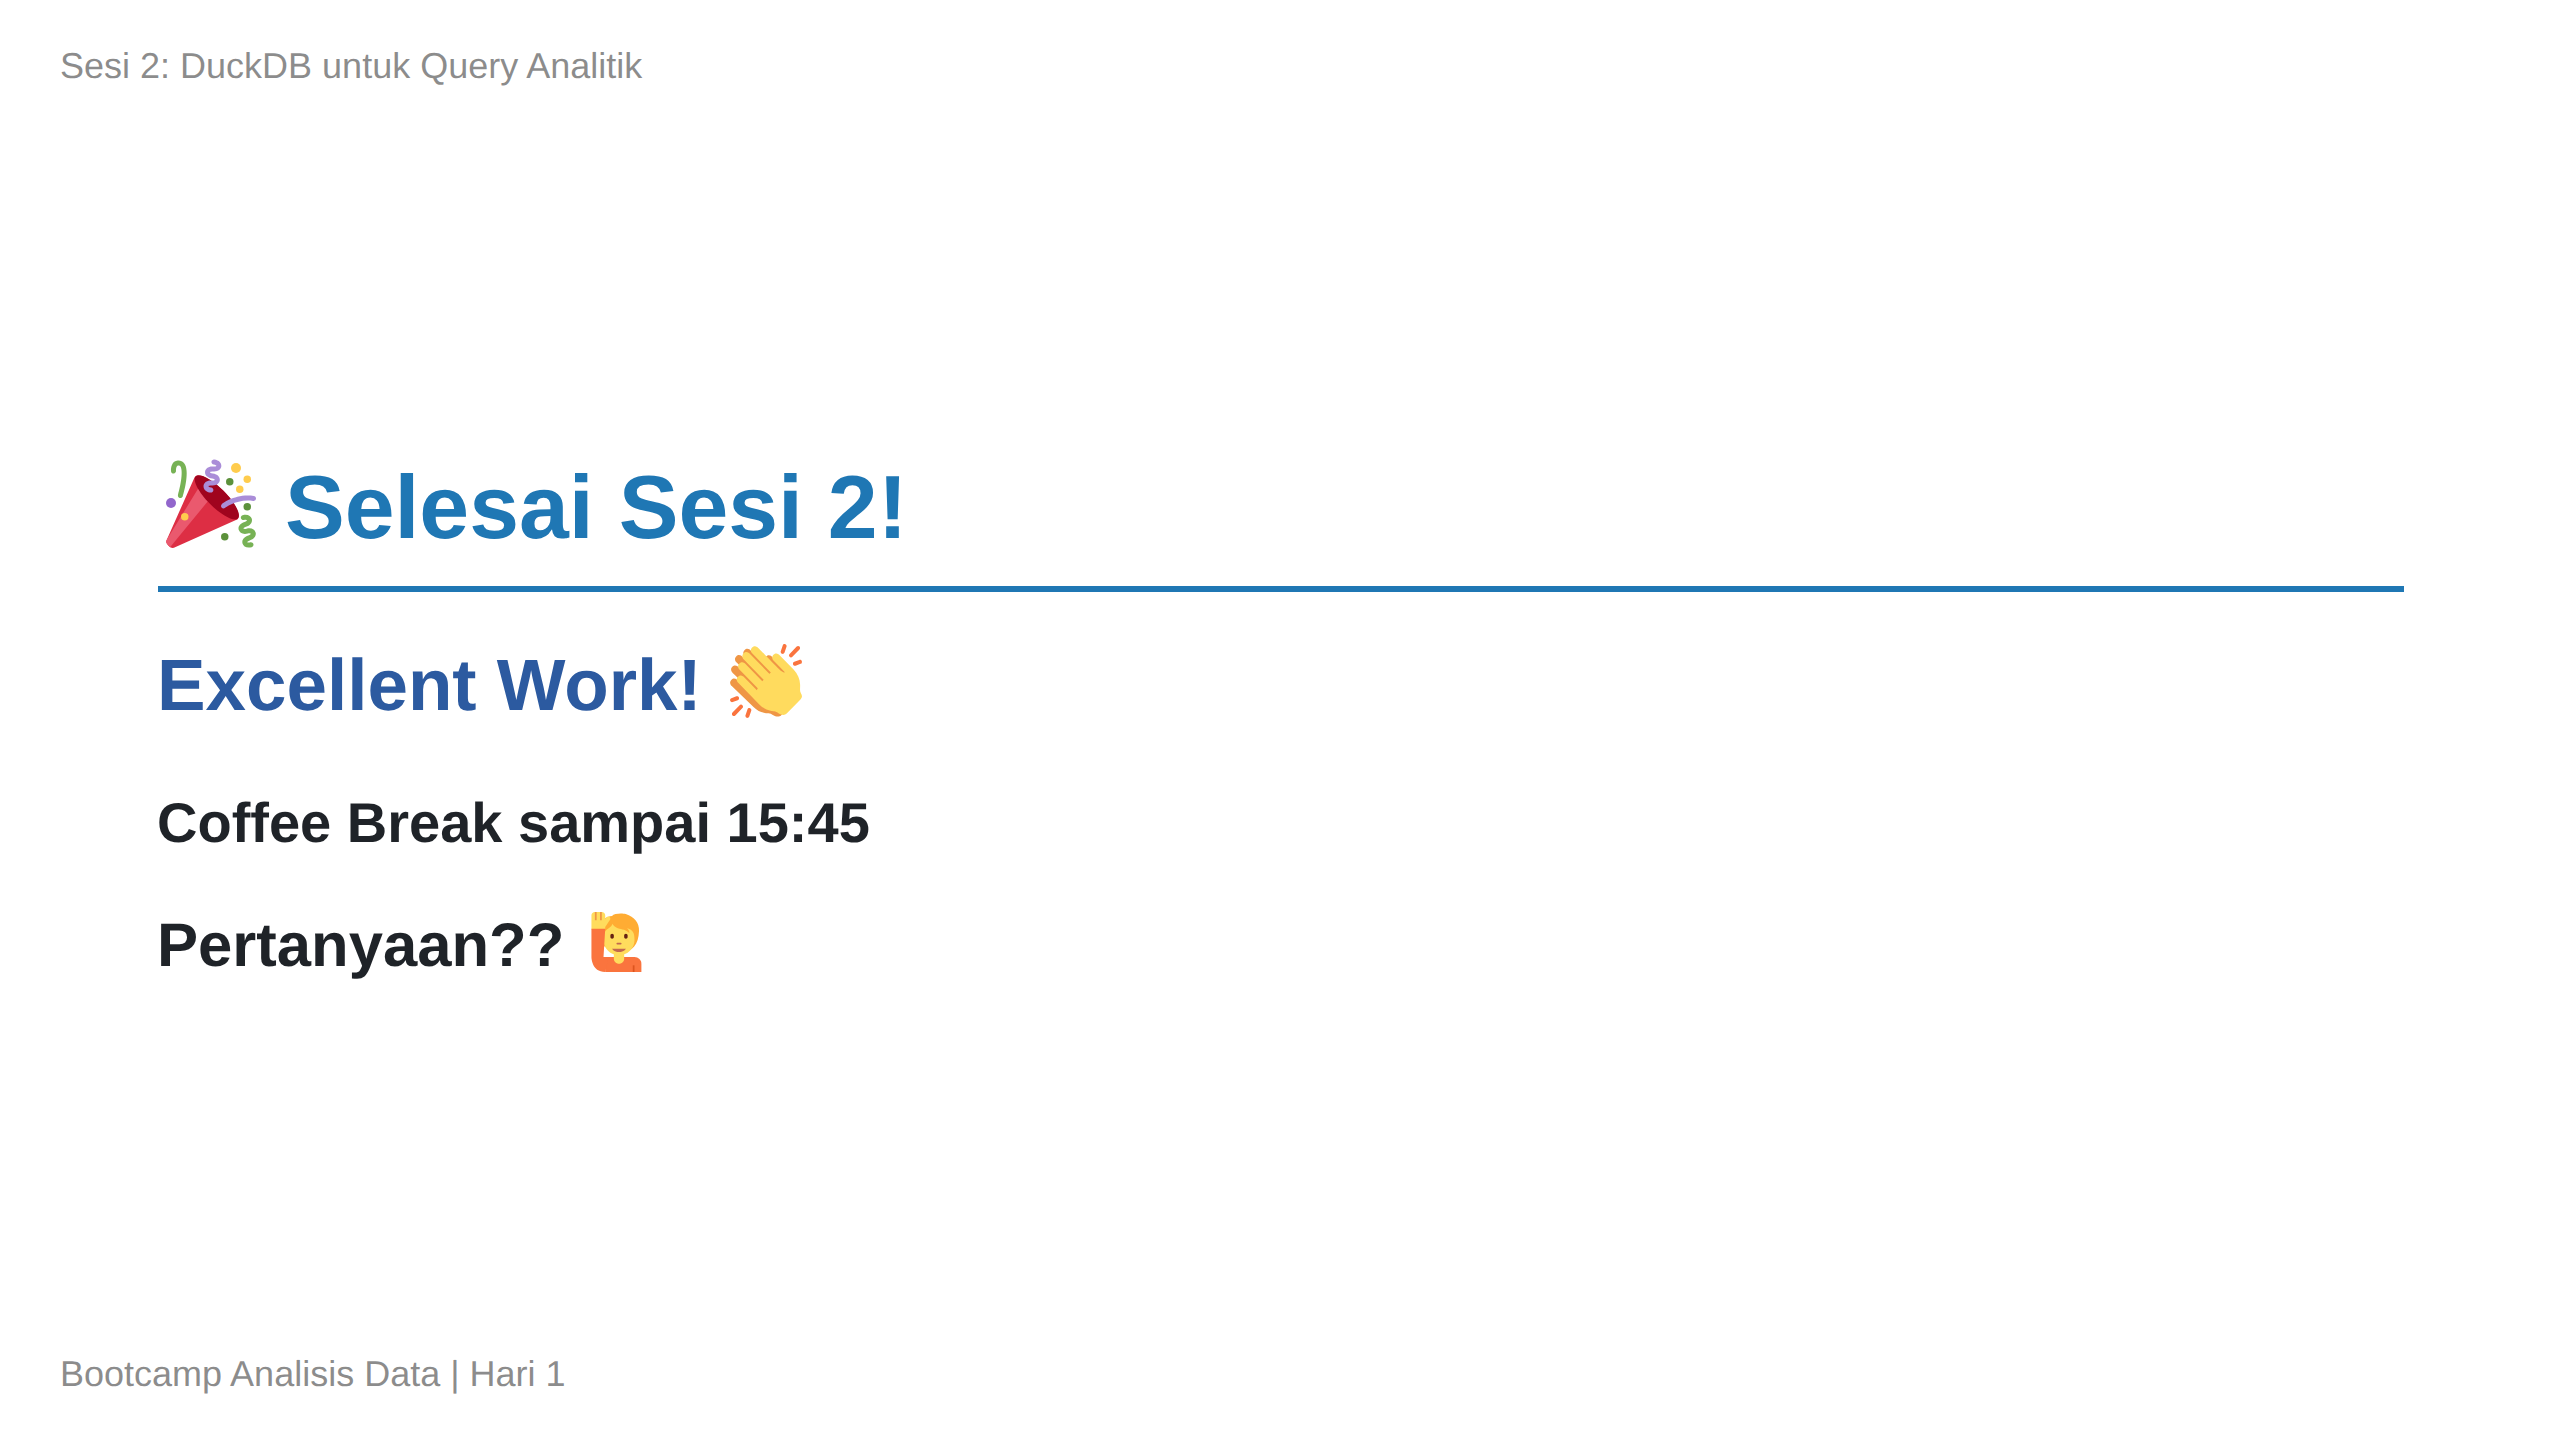 Sesi 2: DuckDB untuk Query Analitik
🎉 Selesai Sesi 2!
Excellent Work! 👏
Coffee Break sampai 15:45
Pertanyaan?? 🙋
Bootcamp Analisis Data | Hari 1